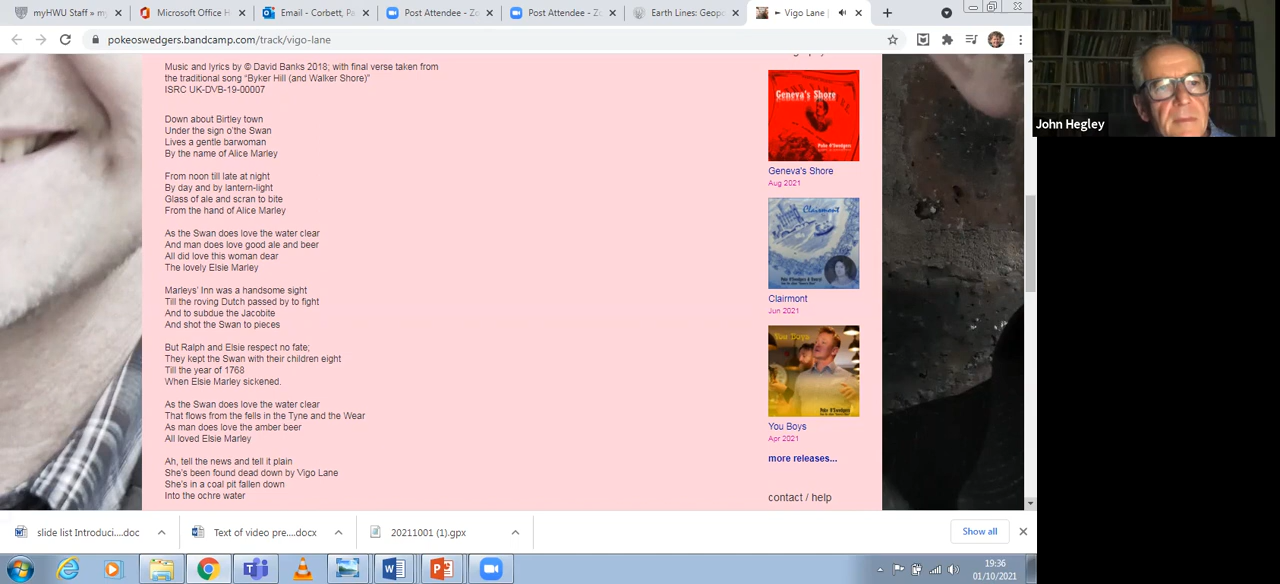 myHWU Staff » m
Microsoft Office H
Email - Corbett, Pa
Post Attendee - Zo
Post Attendee - Zo
Earth Lines: Geopo
► Vigo Lane |
pokeoswedgers.bandcamp.com/track/vigo-lane
John Hegley
Music and lyrics by © David Banks 2018; with final verse taken from
the traditional song "Byker Hill (and Walker Shore)"
ISRC UK-DVB-19-00007
Down about Birtley town
Under the sign o'the Swan
Lives a gentle barwoman
By the name of Alice Marley
From noon till late at night
By day and by lantern-light
Glass of ale and scran to bite
From the hand of Alice Marley
As the Swan does love the water clear
And man does love good ale and beer
All did love this woman dear
The lovely Elsie Marley
Marleys' Inn was a handsome sight
Till the roving Dutch passed by to fight
And to subdue the Jacobite
And shot the Swan to pieces
But Ralph and Elsie respect no fate;
They kept the Swan with their children eight
Till the year of 1768
When Elsie Marley sickened.
As the Swan does love the water clear
That flows from the fells in the Tyne and the Wear
As man does love the amber beer
All loved Elsie Marley
Ah, tell the news and tell it plain
She's been found dead down by Vigo Lane
She's in a coal pit fallen down
Into the ochre water
Geneva's Shore
Geneva's Shore
Aug 2021
Clairmont
Clairmont
Jun 2021
You Boys
You Boys
Apr 2021
more releases...
contact / help
slide list Introduci....doc
Text of video pre....docx
20211001 (1).gpx
Show all
19:36
01/10/2021